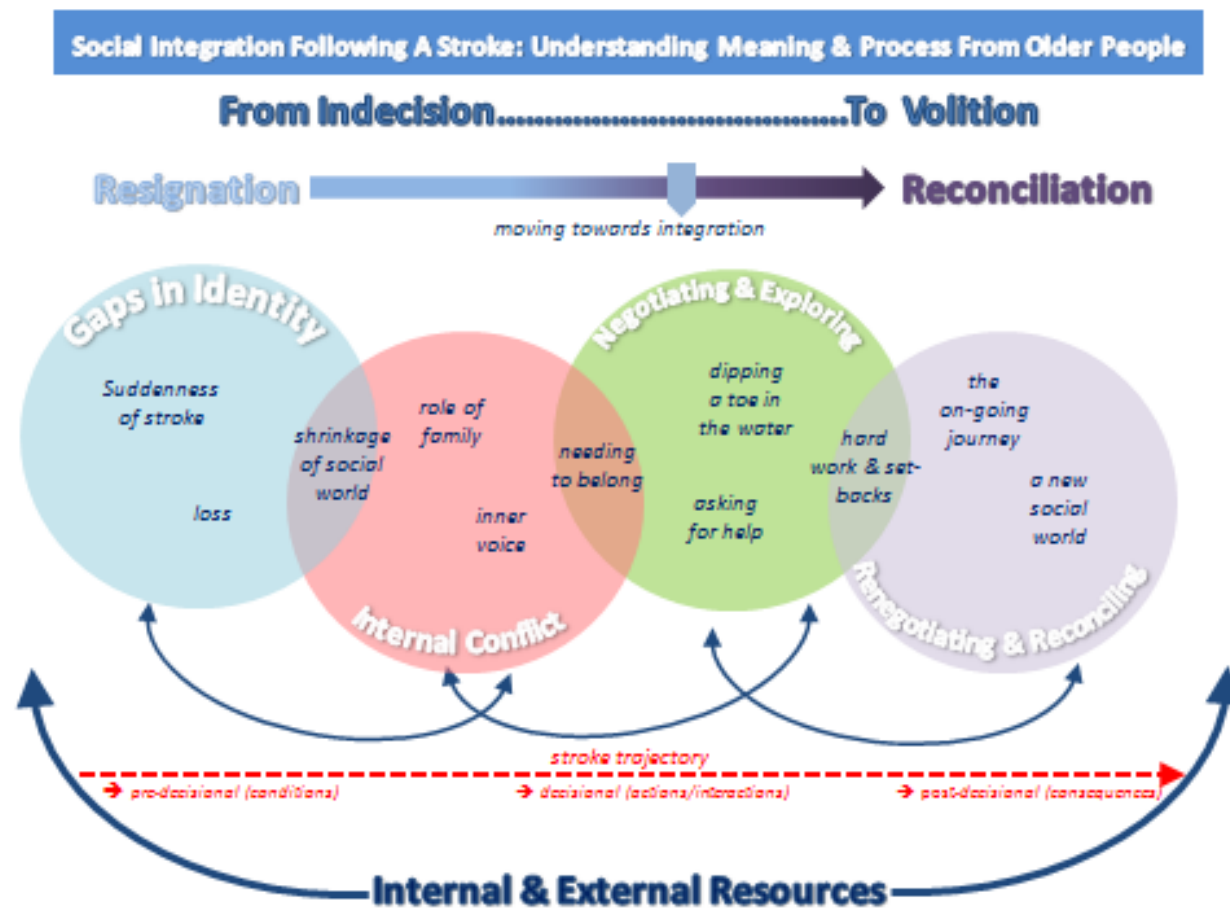 Social Integration Following A Stroke: Understanding Meaning & Process From Older People
From Indecision.....................................To Volition
Resignation
Reconciliation
moving towards integration
Gaps in Identity
Suddenness
of stroke
loss
shrinkage
of social
world
role of
family
inner
voice
Internal Conflict
needing
to belong
Negotiating & Exploring
dipping
a toe in
the water
asking
for help
hard
work & set-
backs
the
on-going
journey
a new
social
world
Renegotiating & Reconciling
stroke trajectory
➔ pre-decisional (conditions)
➔ decisional (actions/interactions)
➔ post-decisional (consequences)
Internal & External Resources